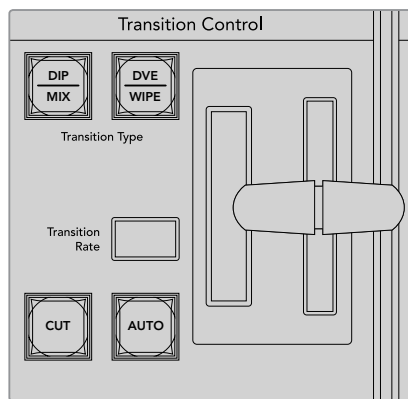 Transition Control
DIP
MIX
DVE
WIPE
Transition Type
Transition
Rate
CUT
AUTO